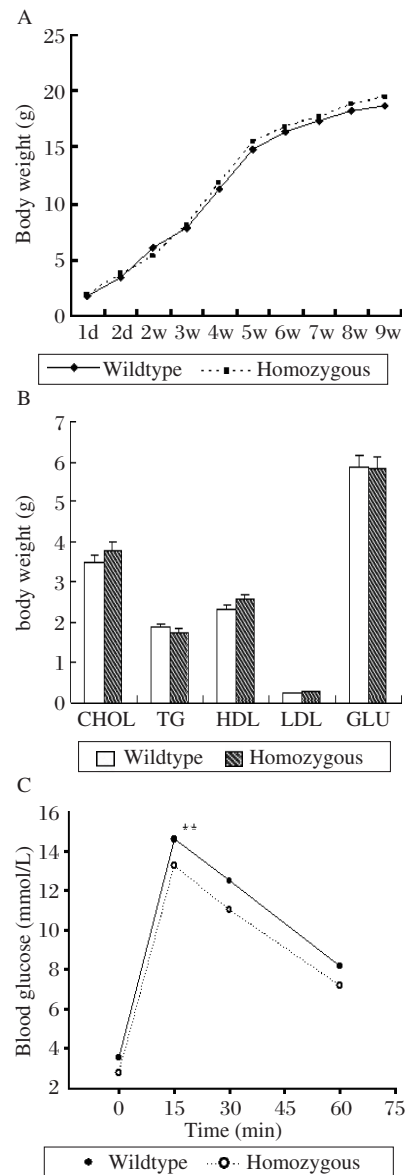 A
25
20
15
10
5
0
Body weight (g)
1d 2d 2w 3w 4w 5w 6w 7w 8w 9w
Wildtype Homozygous
B
7
6
5
4
3
2
1
0
body weight (g)
CHOL TG HDL LDL GLU
Wildtype Homozygous
C
16
14
12
10
8
6
4
2
Blood glucose (mmol/L)
**
0 15 30 45 60 75
Time (min)
Wildtype Homozygous